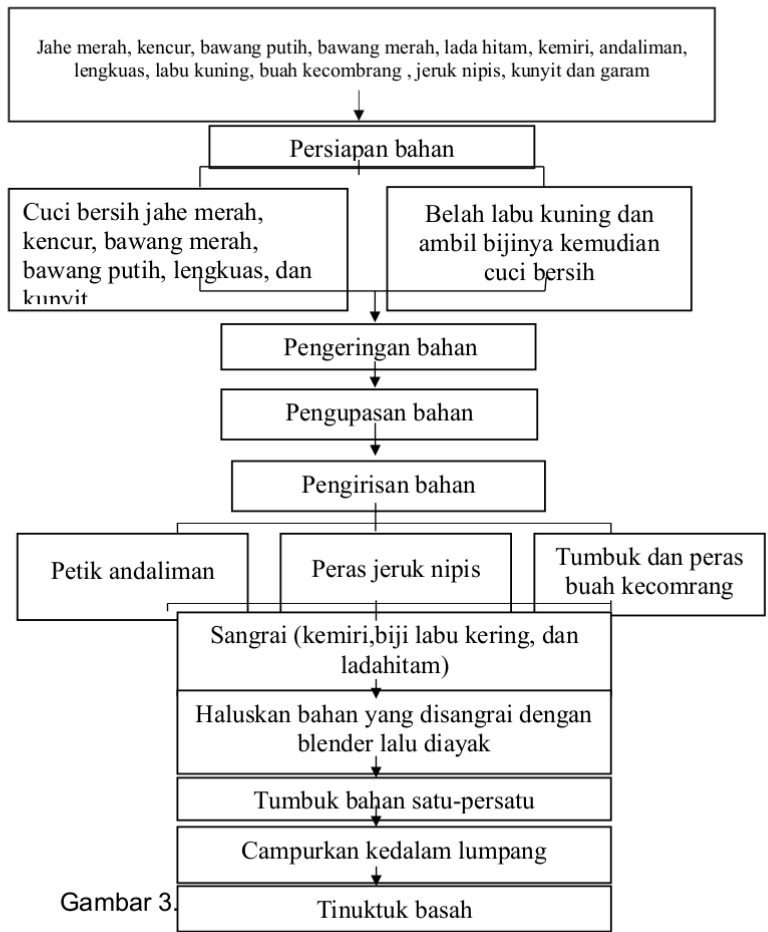 Jahe merah, kencur, bawang putih, bawang merah, lada hitam, kemiri, andaliman,
lengkuas, labu kuning, buah kecombrang , jeruk nipis, kunyit dan garam
Persiapan bahan
Cuci bersih jahe merah,
kencur, bawang merah,
bawang putih, lengkuas, dan
kunyit
Belah labu kuning dan
ambil bijinya kemudian
cuci bersih
Pengeringan bahan
Pengupasan bahan
Pengirisan bahan
Petik andaliman
Peras jeruk nipis
Tumbuk dan peras
buah kecomrang
Sangrai (kemiri,biji labu kering, dan
ladahitam)
Haluskan bahan yang disangrai dengan
blender lalu diayak
Tumbuk bahan satu-persatu
Campurkan kedalam lumpang
Tinuktuk basah
Gambar 3.